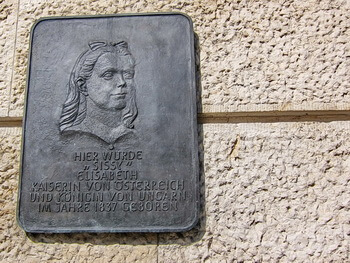 HIER WURDE
„SISSY"
ELISABETH
KAISERIN VON ÖSTERREICH
UND KÖNIGIN VON UNGARN
IM JAHRE 1837 GEBOREN